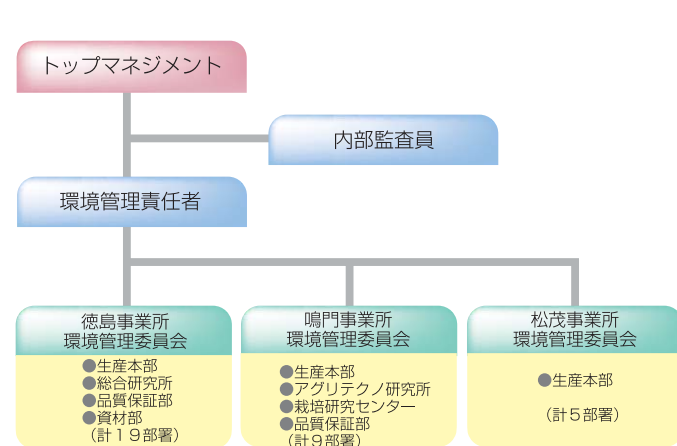 トップマネジメント
内部監査員
環境管理責任者
徳島事業所
環境管理委員会
●生産本部
●総合研究所
●品質保証部
●資材部
（計１９部署）
鳴門事業所
環境管理委員会
●生産本部
●アグリテクノ研究所
●栽培研究センター
●品質保証部
（計９部署）
松茂事業所
環境管理委員会
●生産本部
（計５部署）